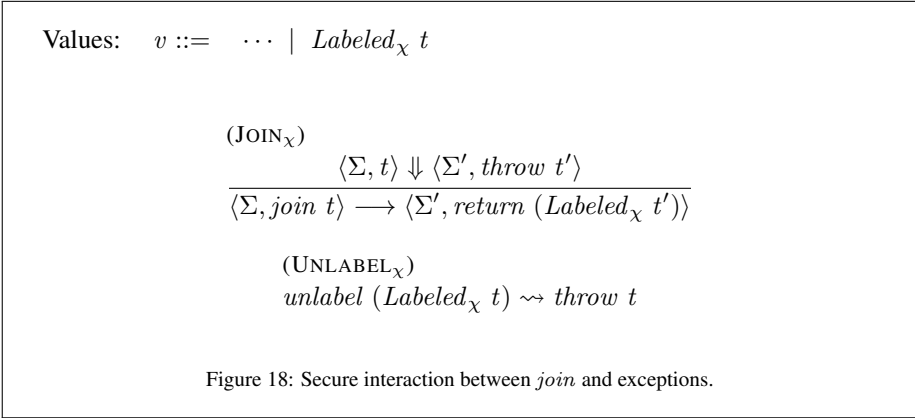 Values: v ::= ⋯ | Labeled_χ t
(JOIN_χ)
⟨Σ, t⟩ ⇓ ⟨Σ′, throw t′⟩
⟨Σ, join t⟩ ⟶ ⟨Σ′, return (Labeled_χ t′)⟩
(UNLABEL_χ)
unlabel (Labeled_χ t) ⇝ throw t
Figure 18: Secure interaction between join and exceptions.